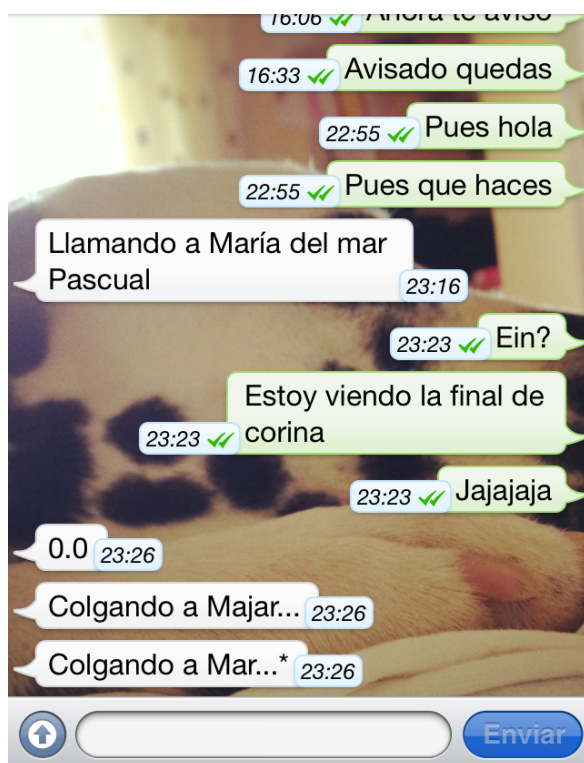 16:06 Ahora te aviso
16:33 Avisado quedas
22:55 Pues hola
22:55 Pues que haces
Llamando a María del mar
Pascual 23:16
23:23 Ein?
Estoy viendo la final de
23:23 corina
23:23 Jajajaja
0.0 23:26
Colgando a Majar... 23:26
Colgando a Mar...* 23:26
Enviar